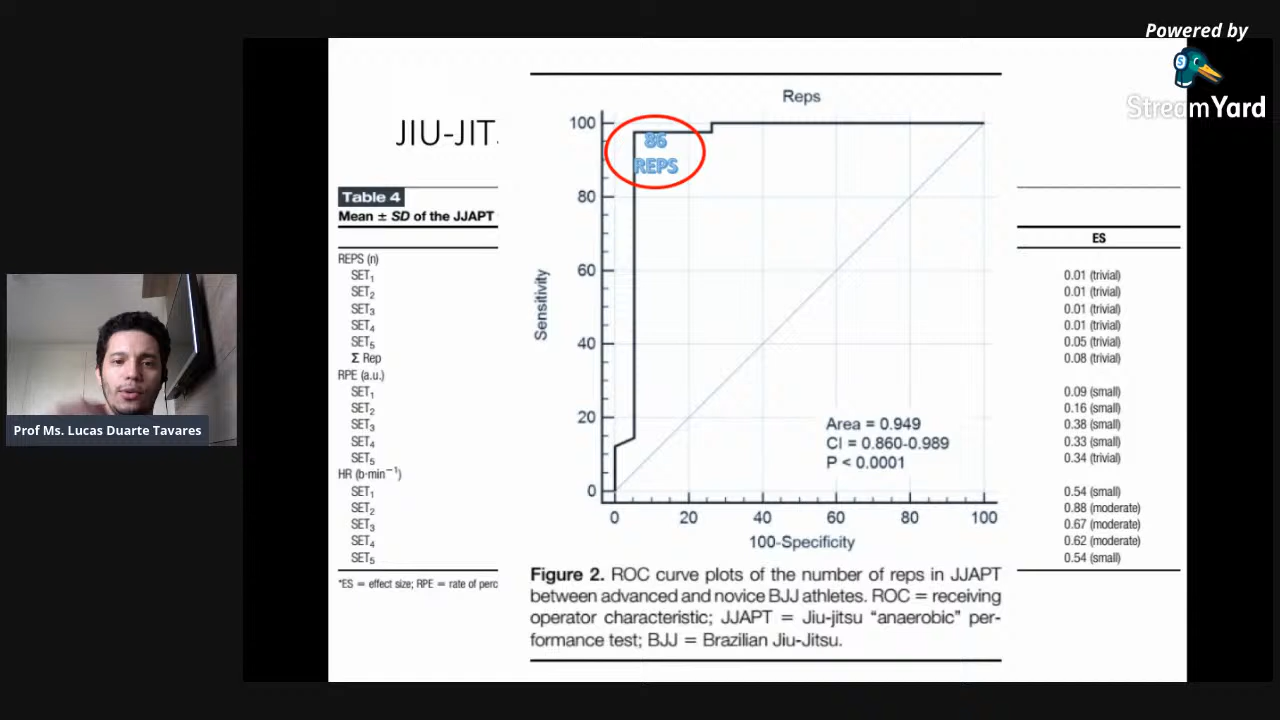 Powered by
StreamYard
JIU-JIT
Table 4
Mean ± SD of the JJAPT
ES
REPS (n)
SET1 0.01 (trivial)
SET2 0.01 (trivial)
SET3 0.01 (trivial)
SET4 0.01 (trivial)
SET5 0.05 (trivial)
Σ Rep 0.08 (trivial)
RPE (a.u.)
SET1 0.09 (small)
SET2 0.16 (small)
SET3 0.38 (small)
SET4 0.33 (small)
SET5 0.34 (trivial)
HR (b·min−1)
SET1 0.54 (small)
SET2 0.88 (moderate)
SET3 0.67 (moderate)
SET4 0.62 (moderate)
SET5 0.54 (small)
*ES = effect size; RPE = rate of perc
Reps
86
REPS
100
80
60
40
20
0
Sensitivity
Area = 0.949
CI = 0.860-0.989
P < 0.0001
0 20 40 60 80 100
100-Specificity
Figure 2. ROC curve plots of the number of reps in JJAPT
between advanced and novice BJJ athletes. ROC = receiving
operator characteristic; JJAPT = Jiu-jitsu “anaerobic” per-
formance test; BJJ = Brazilian Jiu-Jitsu.
Prof Ms. Lucas Duarte Tavares